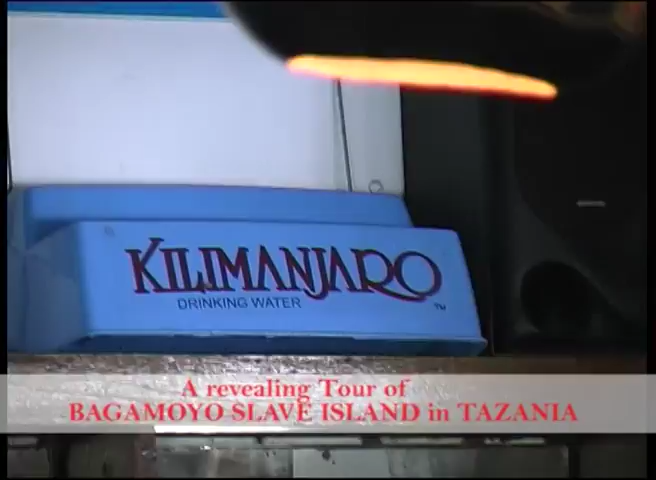 KILIMANJARO
DRINKING WATER
TM
A revealing Tour of
BAGAMOYO SLAVE ISLAND in TAZANIA